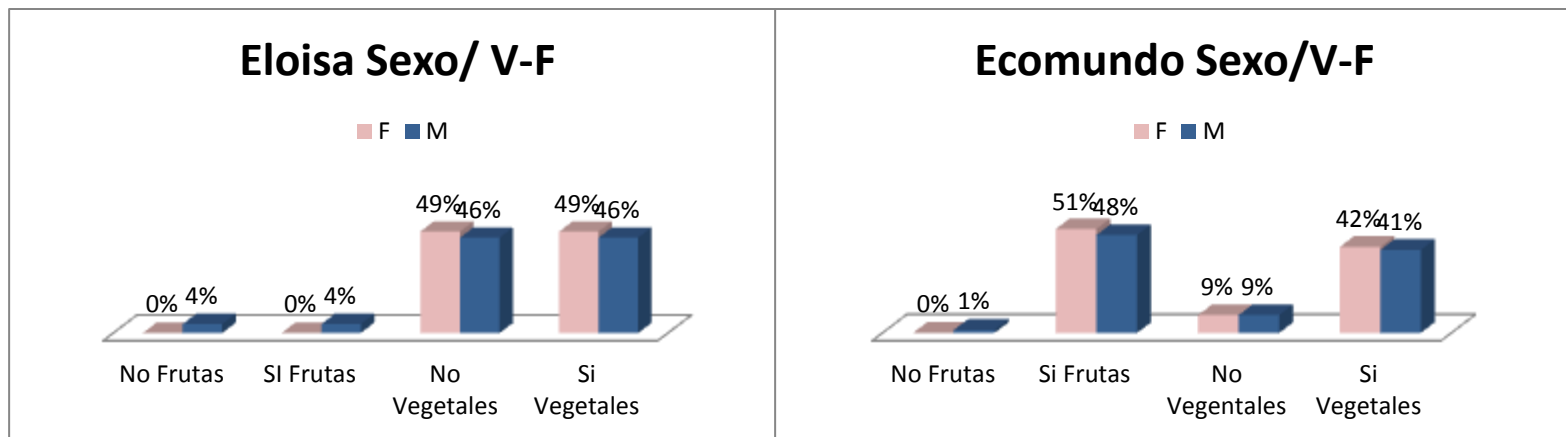 Eloisa Sexo/ V-F
F M
49% 46% 49% 46%
0% 4% 0% 4%
No Frutas SI Frutas No Vegetales Si Vegetales
Ecomundo Sexo/V-F
F M
51% 48% 42% 41%
0% 1% 9% 9%
No Frutas Si Frutas No Vegentales Si Vegetales